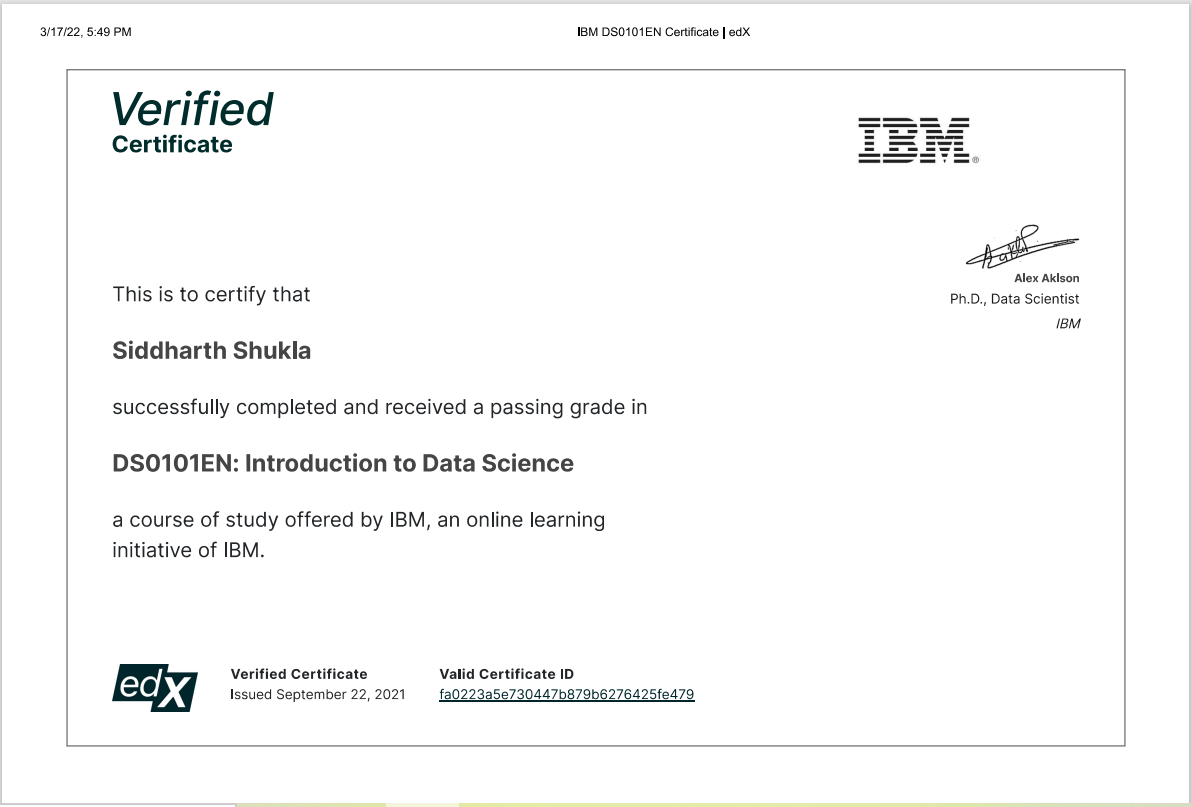 3/17/22, 5:49 PM
IBM DS0101EN Certificate | edX
Verified
Certificate
IBM®
Alex Aklson
Ph.D., Data Scientist
IBM
This is to certify that
Siddharth Shukla
successfully completed and received a passing grade in
DS0101EN: Introduction to Data Science
a course of study offered by IBM, an online learning
initiative of IBM.
edX
Verified Certificate
Issued September 22, 2021
Valid Certificate ID
fa0223a5e730447b879b6276425fe479